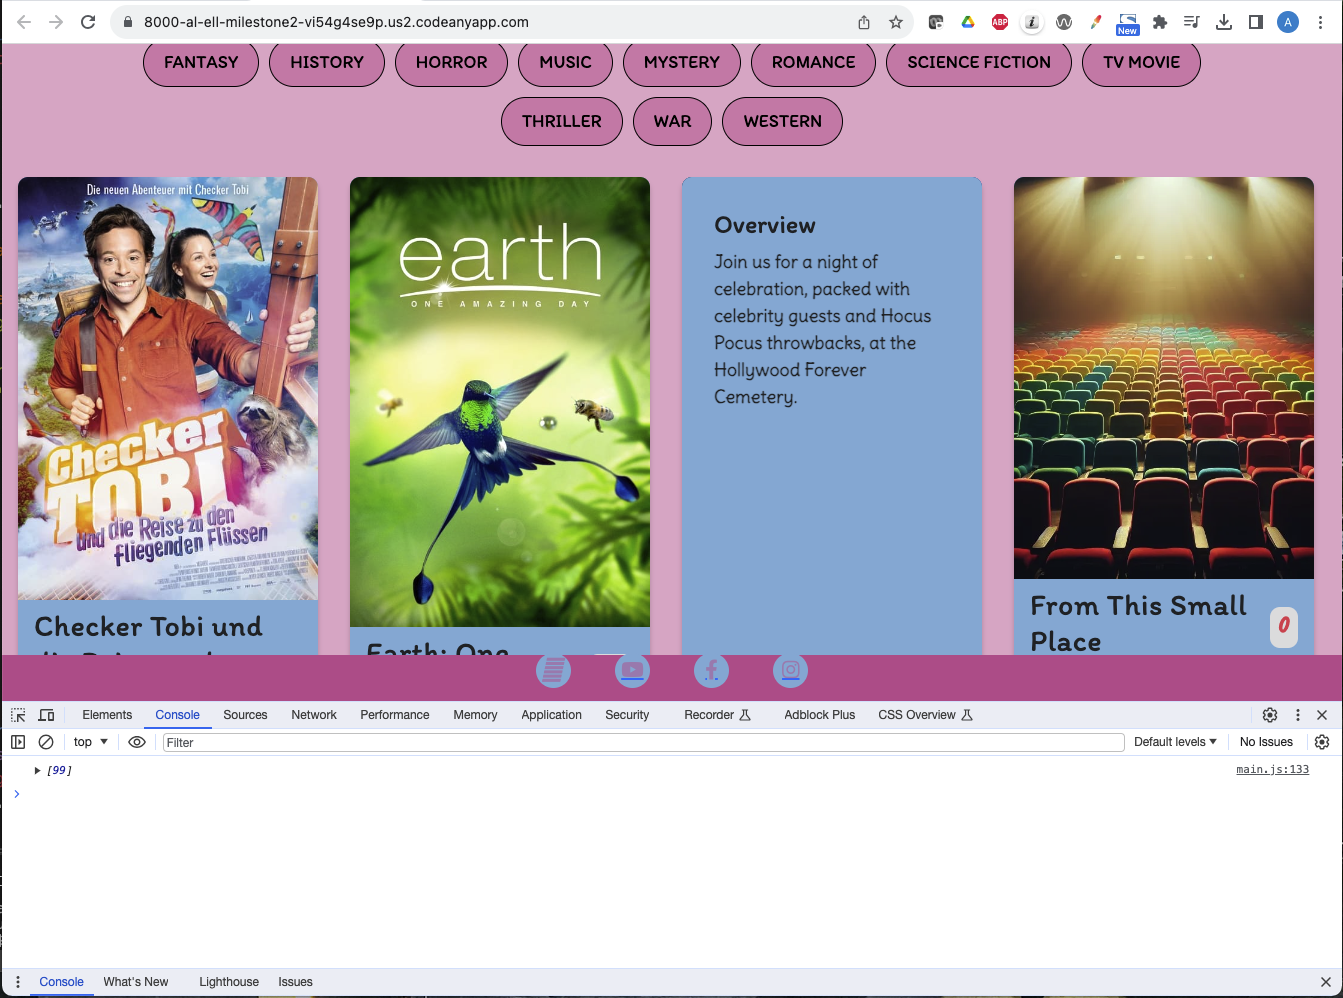 8000-al-ell-milestone2-vi54g4se9p.us2.codeanyapp.com
ABP
New
A
FANTASY
HISTORY
HORROR
MUSIC
MYSTERY
ROMANCE
SCIENCE FICTION
TV MOVIE
THRILLER
WAR
WESTERN
Die neuen Abenteuer mit Checker Tobi
Checker
TOBI
und die Reise zu den
fliegenden Flüssen
Checker Tobi und
earth
ONE AMAZING DAY
Earth: One
Overview
Join us for a night of
celebration, packed with
celebrity guests and Hocus
Pocus throwbacks, at the
Hollywood Forever
Cemetery.
From This Small
Place
0
Elements
Console
Sources
Network
Performance
Memory
Application
Security
Recorder
Adblock Plus
CSS Overview
top
Filter
Default levels
No Issues
[99]
main.js:133
Console
What's New
Lighthouse
Issues